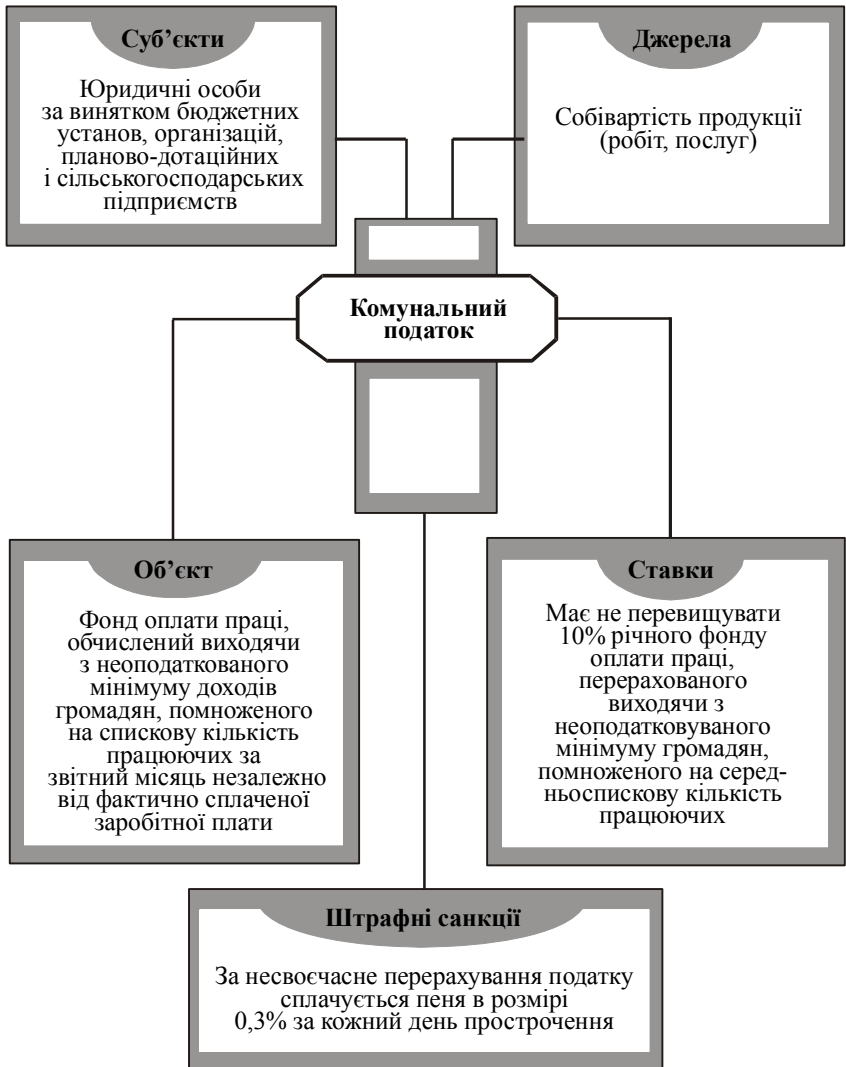 Суб’єкти
Юридичні особи
за винятком бюджетних
установ, організацій,
планово-дотаційних
і сільськогосподарських
підприємств
Джерела
Собівартість продукції
(робіт, послуг)
Комунальний
податок
Об’єкт
Фонд оплати праці,
обчислений виходячи
з неоподаткованого
мінімуму доходів
громадян, помноженого
на спискову кількість
працюючих за
звітний місяць незалежно
від фактично сплаченої
заробітної плати
Ставки
Має не перевищувати
10% річного фонду
оплати праці,
перерахованого
виходячи з
неоподатковуваного
мінімуму громадян,
помноженого на серед-
ньоспискову кількість
працюючих
Штрафні санкції
За несвоєчасне перерахування податку
сплачується пеня в розмірі
0,3% за кожний день прострочення